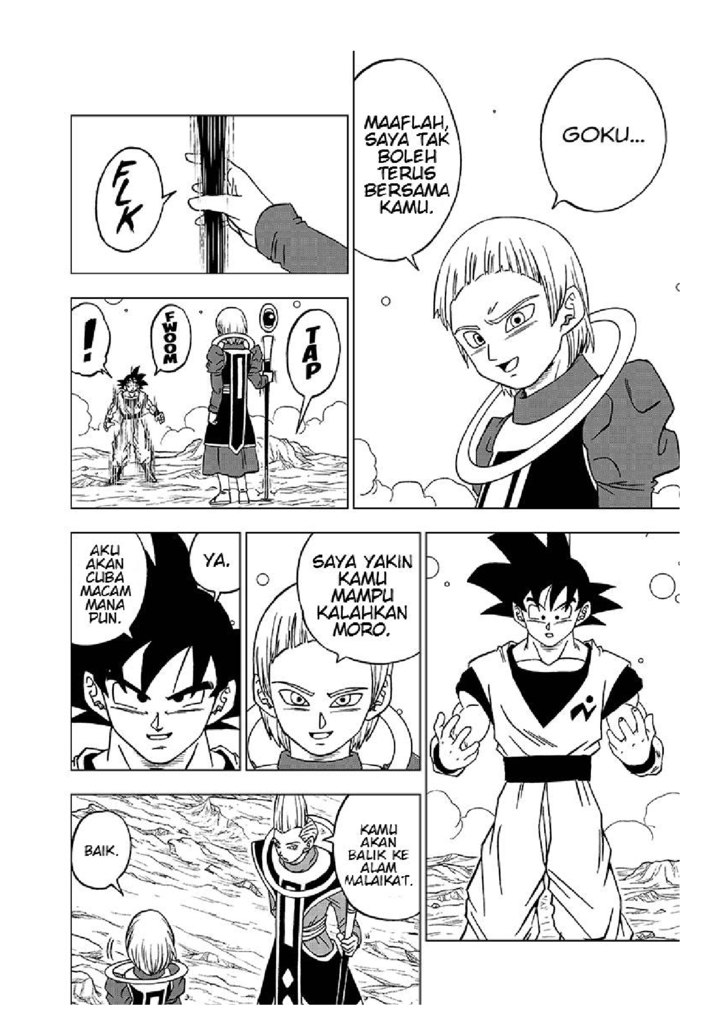 GOKU...
MAAFLAH,
SAYA TAK
BOLEH
TERUS
BERSAMA
KAMU.
FLK
TAP
FWOOM
!
SAYA YAKIN
KAMU
MAMPU
KALAHKAN
MORO.
YA.
AKU
AKAN
CUBA
MACAM
MANA
PUN.
KAMU
AKAN
BALIK KE
ALAM
MALAIKAT.
BAIK.